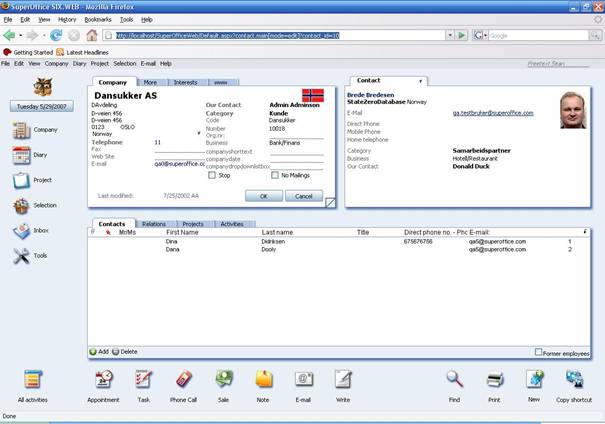 SuperOffice SIX.WEB - Mozilla Firefox
File Edit View History Bookmarks Tools Help
http://localhost/SuperOfficeWeb/Default.aspx?contact.main[mode=edit]?contact_id=10
Google
Getting Started Latest Headlines
File Edit View Company Diary Project Selection E-mail Help
Preetext Sean
Tuesday 5/29/2007
Company
Diary
Project
Selection
Inbox
Tools
Company More Interests www
Dansukker AS
DAvdeling
D-veien 456
D-veien 456
0123 OSLO
Norway
Telephone 11
Fax
Web Site
E-mail qa0@superoffice.co
Our Contact Admin Adminson
Category Kunde
Code Dansukker
Number 10018
Org.nr:
Business Bank/Finans
companyshorttext
companydate
companydropdownlistbox
Stop No Mailings
Last modified: 7/25/2002 AA
OK Cancel
Contact
Brede Bredesen
StateZeroDatabase Norway
E-Mail qa.testbruker@superoffice.com
Direct Phone
Mobile Phone
Home telephone
Category Samarbeidspartner
Business Hotell/Restaurant
Our Contact Donald Duck
Contacts Relations Projects Activities
Mr/Ms First Name Last name Title Direct phone no. - Phc E-mail:
Dina Didriksen 675676756 qa5@superoffice.com 1
Dana Dooly qa6@superoffice.com 2
Add Delete
Former employees
All activities
Appointment Task Phone Call Sale Note E-mail Write
Find Print New Copy shortcut
Done